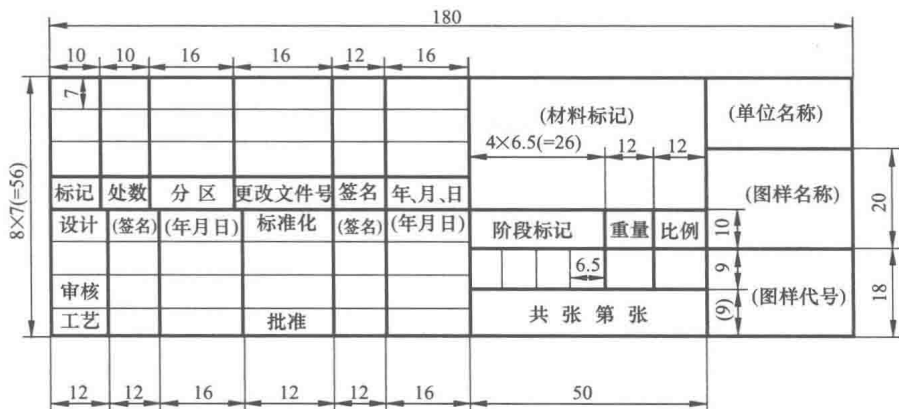 180
10 10 16 16 12 16
7
(材料标记) (单位名称)
4×6.5(=26) 12 12
8×7(=56)
标记 处数 分区 更改文件号 签名 年、月、日
(图样名称) 20
设计 (签名) (年月日) 标准化 (签名) (年月日)
阶段标记 重量 比例 10
6.5 9
审核
(图样代号) 18
工艺 批准
共 张 第 张 (9)
12 12 16 12 12 16 50